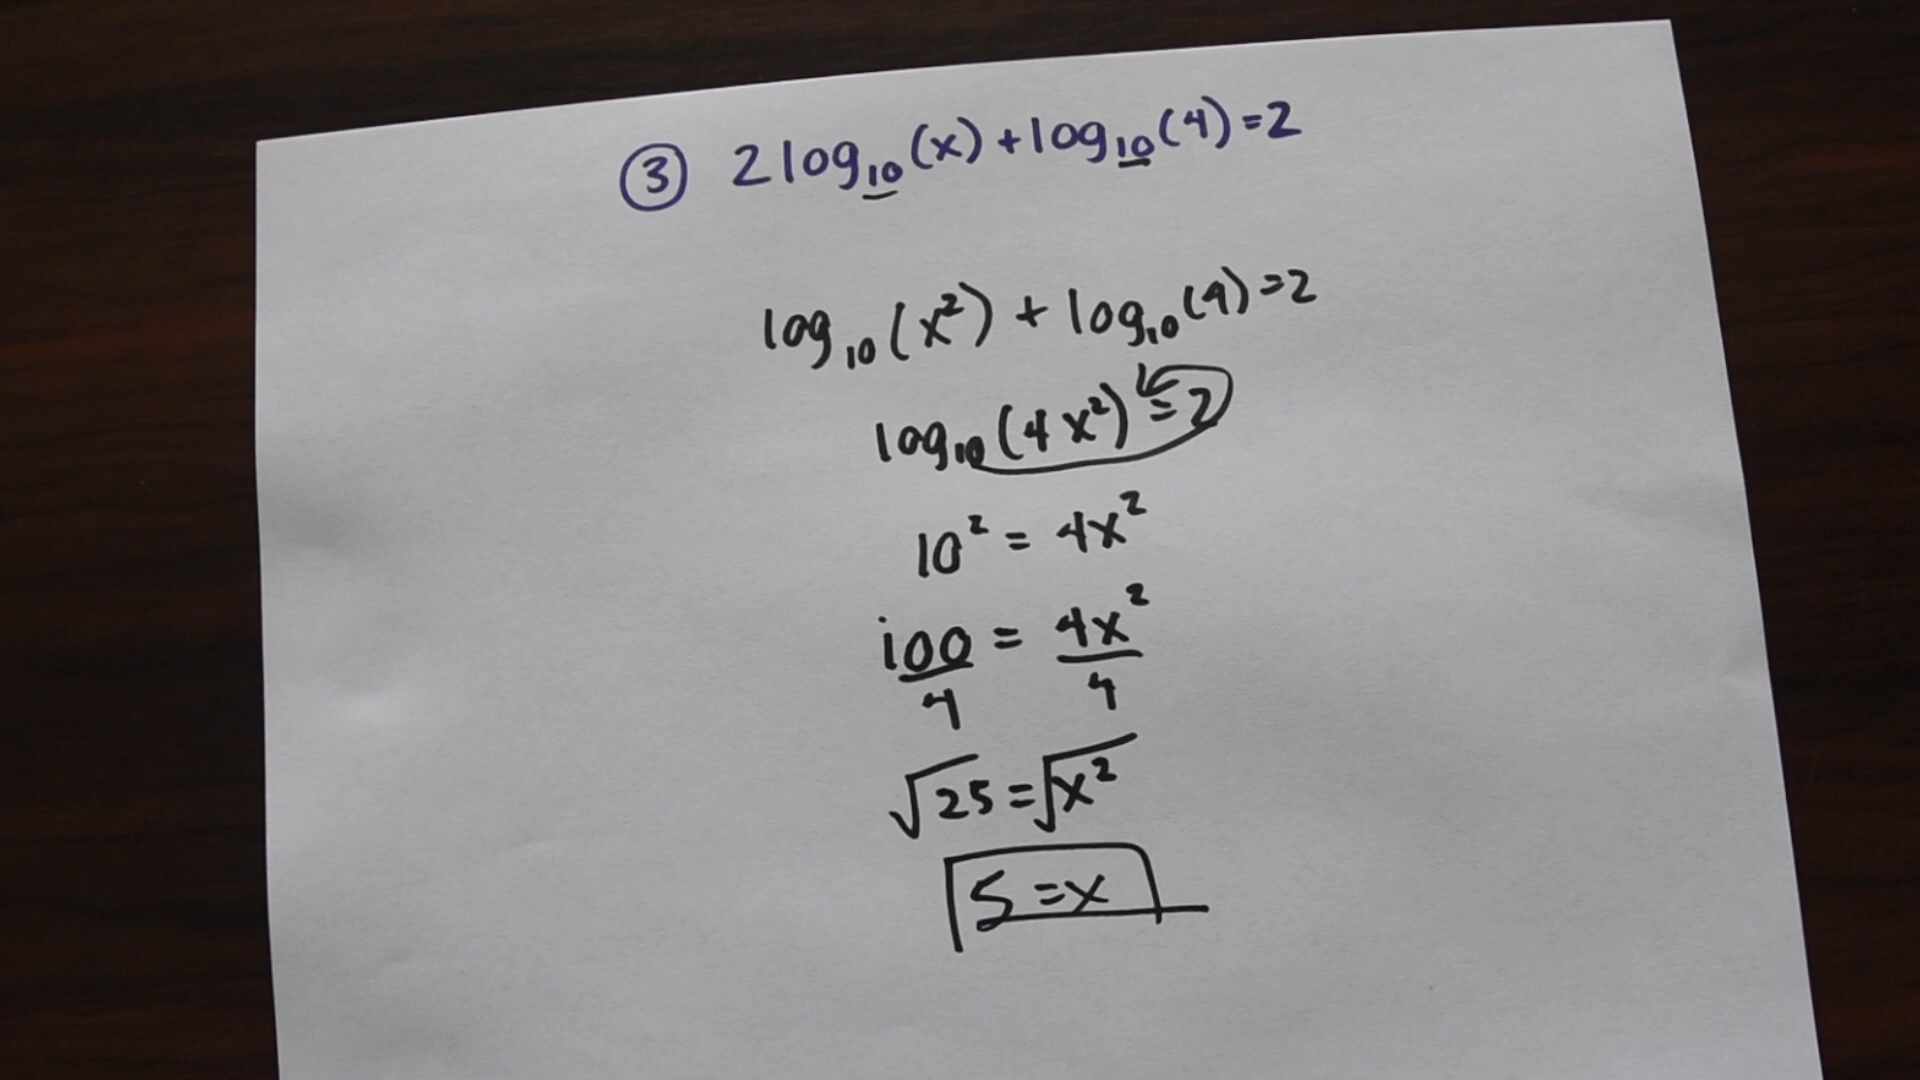 ③ 2log₁₀(x)+log₁₀(4)=2
log₁₀(x²)+log₁₀(4)=2
log₁₀(4x²)=2
10²=4x²
100/4=4x²/4
√25=√x²
5=x